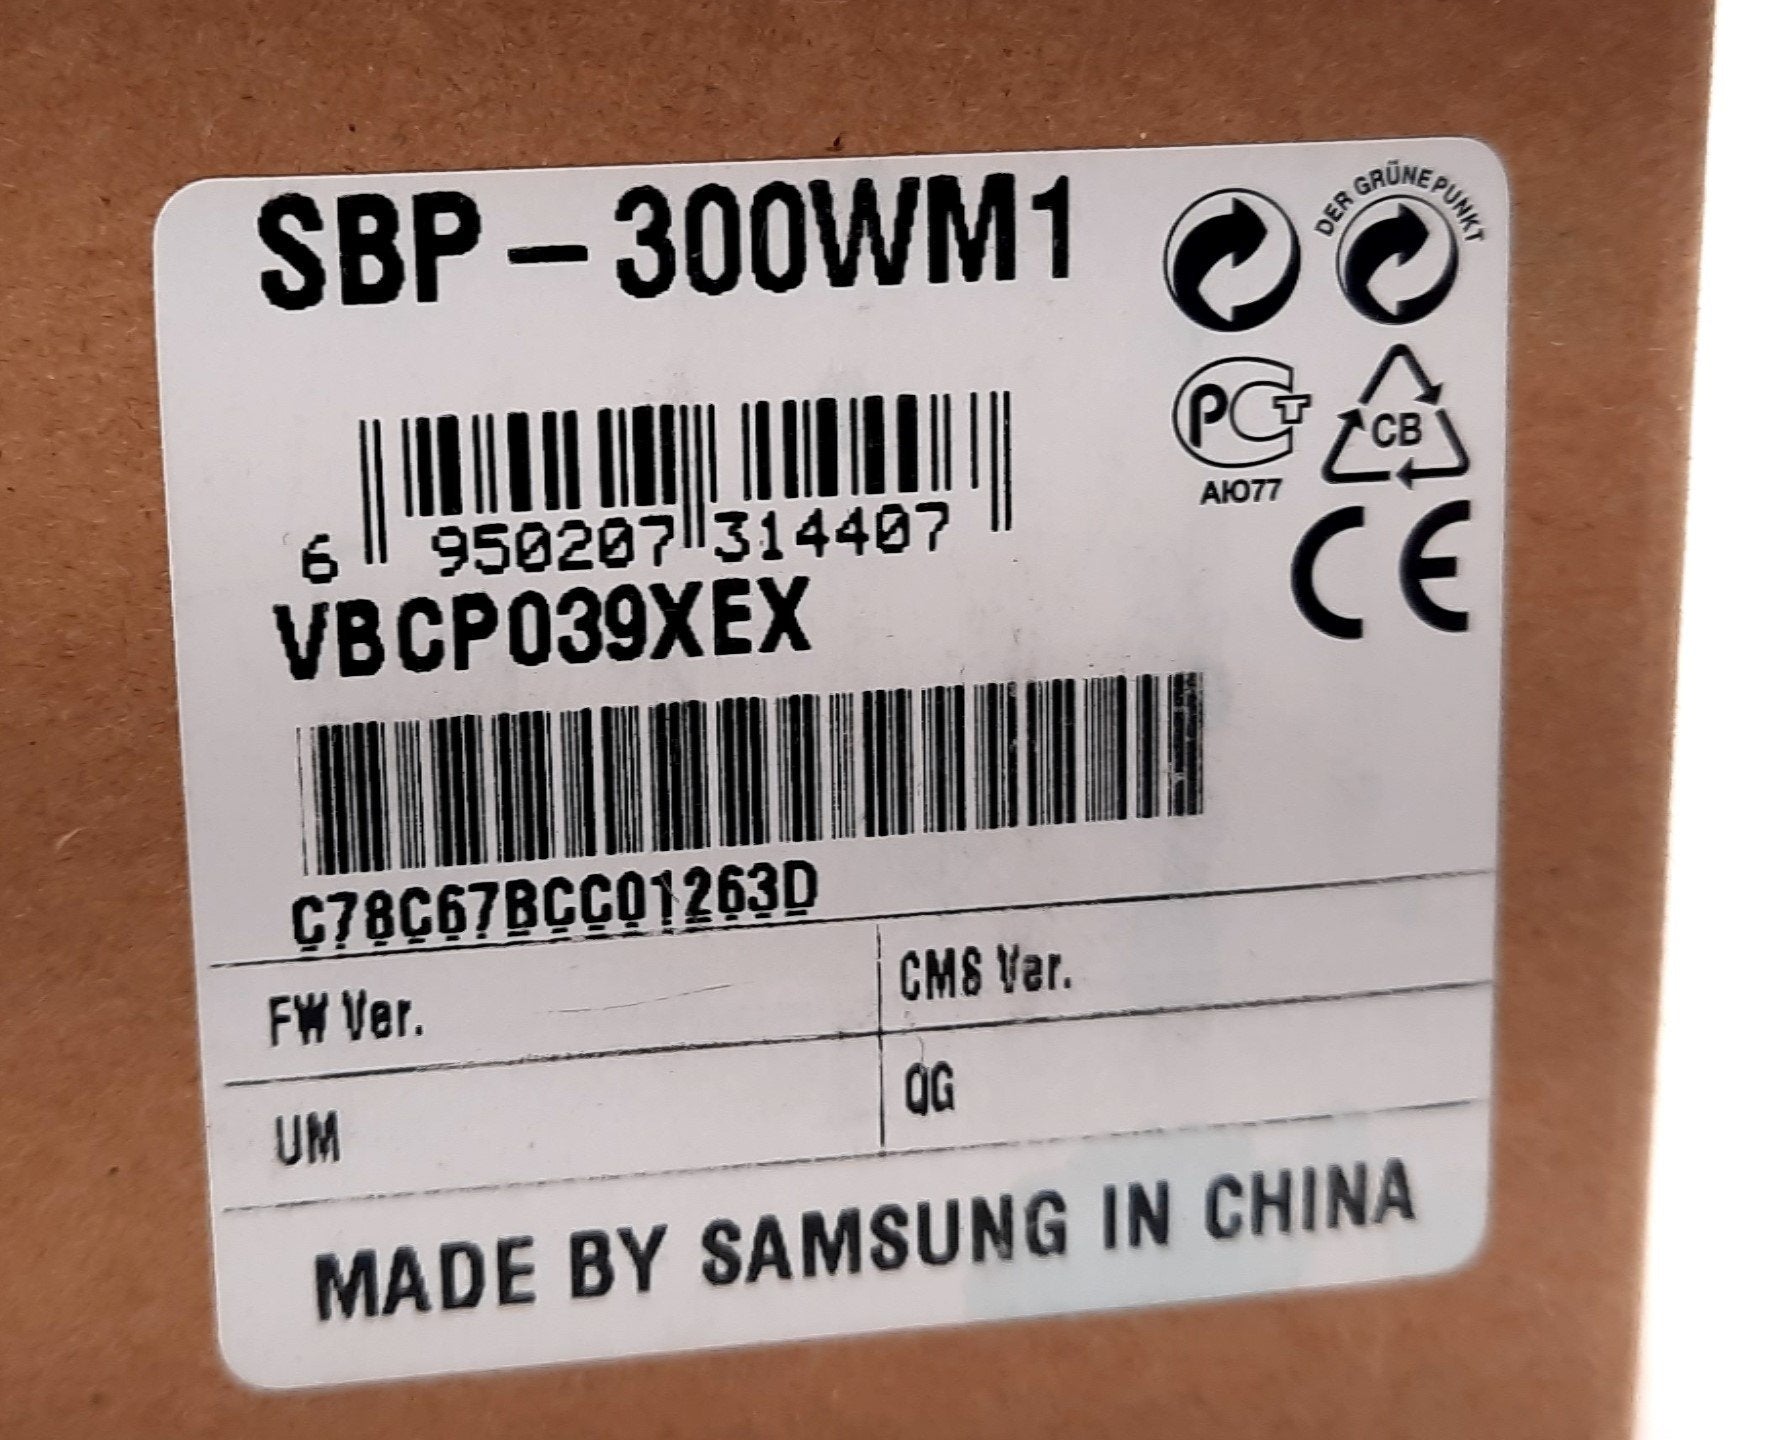 SBP-300WM1
DER GRÜNE PUNKT
PCT
CB
АЮ77
6 950207 314407
CE
VBCP039XEX
C78C67BCC01263D
FW Ver.
CMS Ver.
UM
QG
MADE BY SAMSUNG IN CHINA